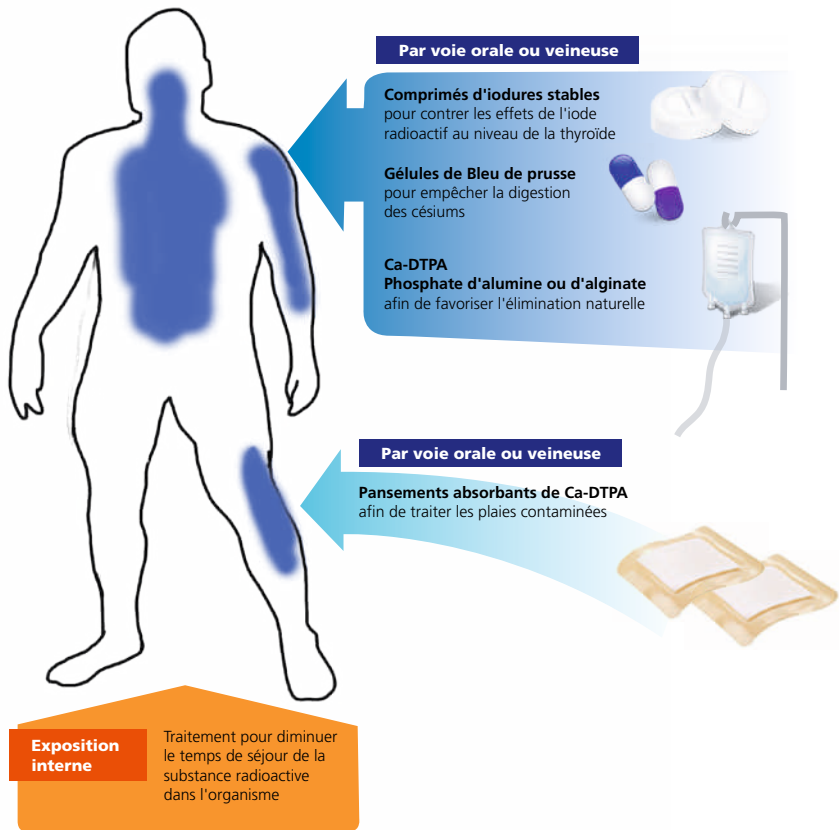 Par voie orale ou veineuse
Comprimés d'iodures stables
pour contrer les effets de l'iode
radioactif au niveau de la thyroïde
Gélules de Bleu de prusse
pour empêcher la digestion
des césiums
Ca-DTPA
Phosphate d'alumine ou d'alginate
afin de favoriser l'élimination naturelle
Par voie orale ou veineuse
Pansements absorbants de Ca-DTPA
afin de traiter les plaies contaminées
Exposition
interne
Traitement pour diminuer
le temps de séjour de la
substance radioactive
dans l'organisme